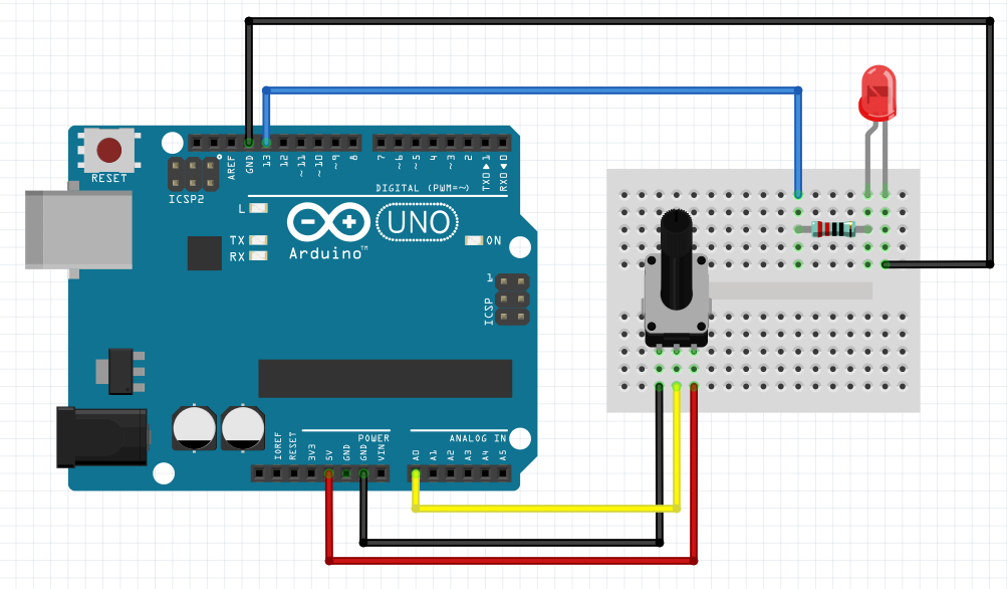 RESET
ICSP2
AREF
GND
13
12
~11
~10
~9
8
7
~6
~5
4
~3
2
TX0▶1
RX0◀0
DIGITAL (PWM=~)
L
TX
RX
UNO
Arduino™
ON
1
ICSP
POWER
ANALOG IN
IOREF
RESET
3V3
5V
GND
GND
VIN
A0
A1
A2
A3
A4
A5